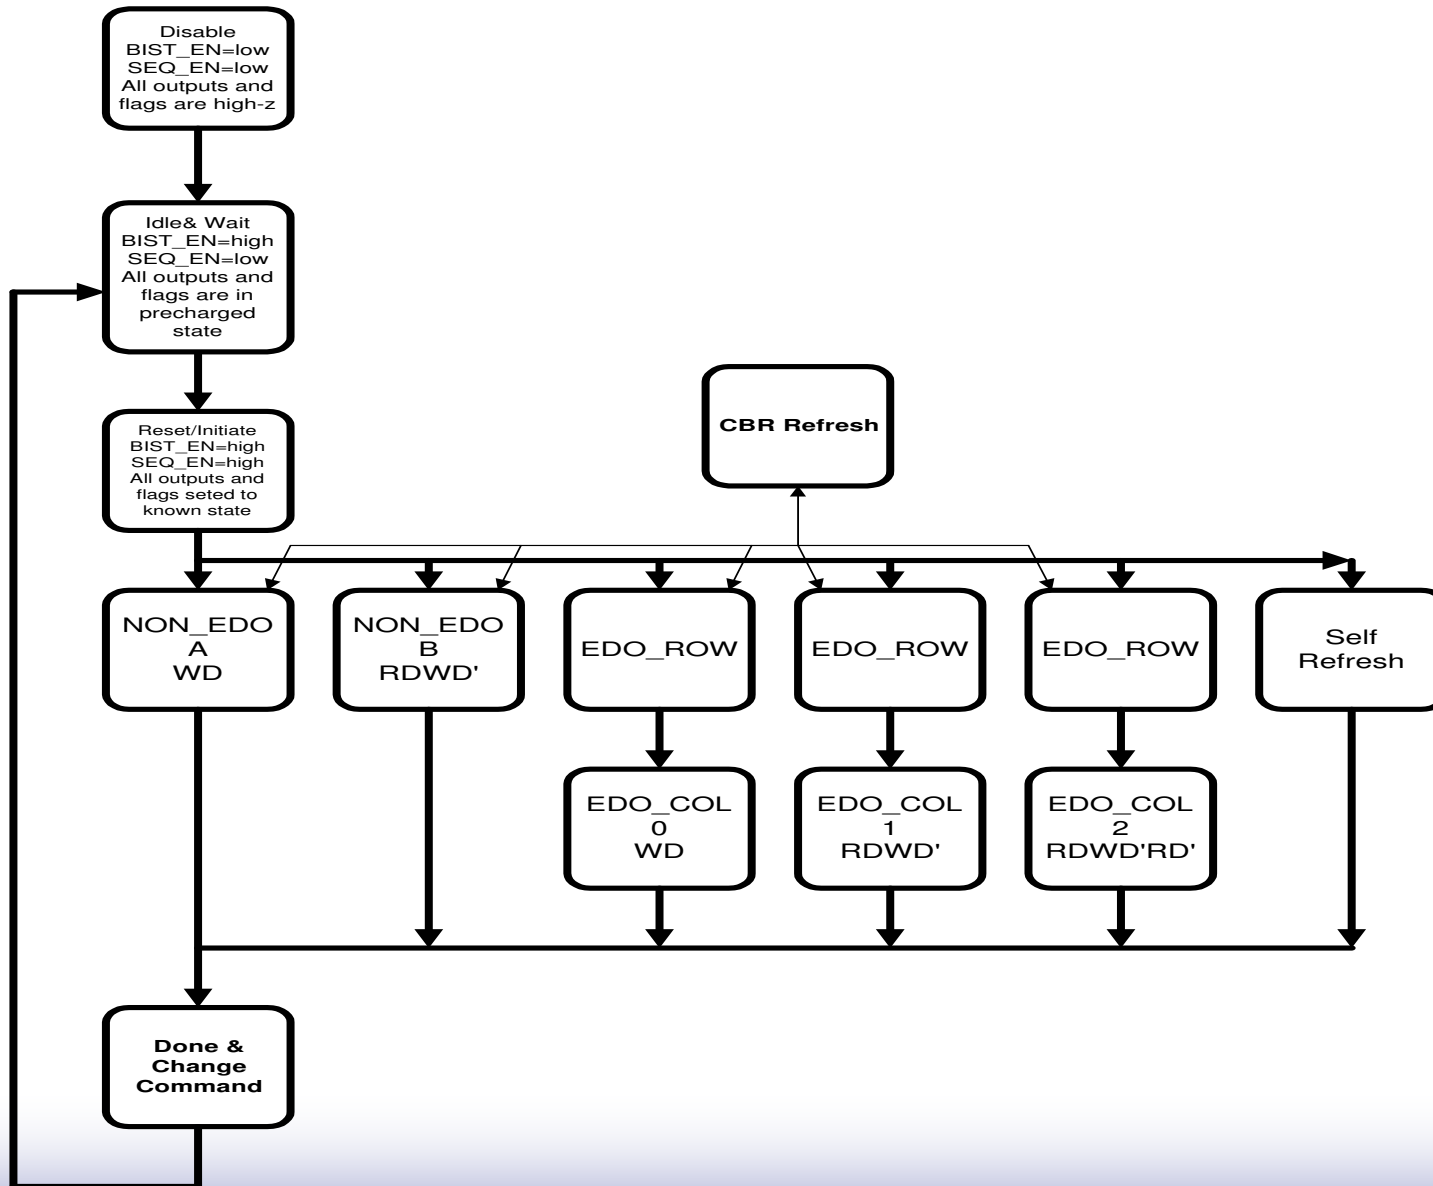 Disable
BIST_EN=low
SEQ_EN=low
All outputs and
flags are high-z
Idle& Wait
BIST_EN=high
SEQ_EN=low
All outputs and
flags are in
precharged
state
Reset/Initiate
BIST_EN=high
SEQ_EN=high
All outputs and
flags seted to
known state
CBR Refresh
NON_EDO
A
WD
NON_EDO
B
RDWD'
EDO_ROW
EDO_ROW
EDO_ROW
Self
Refresh
EDO_COL
0
WD
EDO_COL
1
RDWD'
EDO_COL
2
RDWD'RD'
Done &
Change
Command